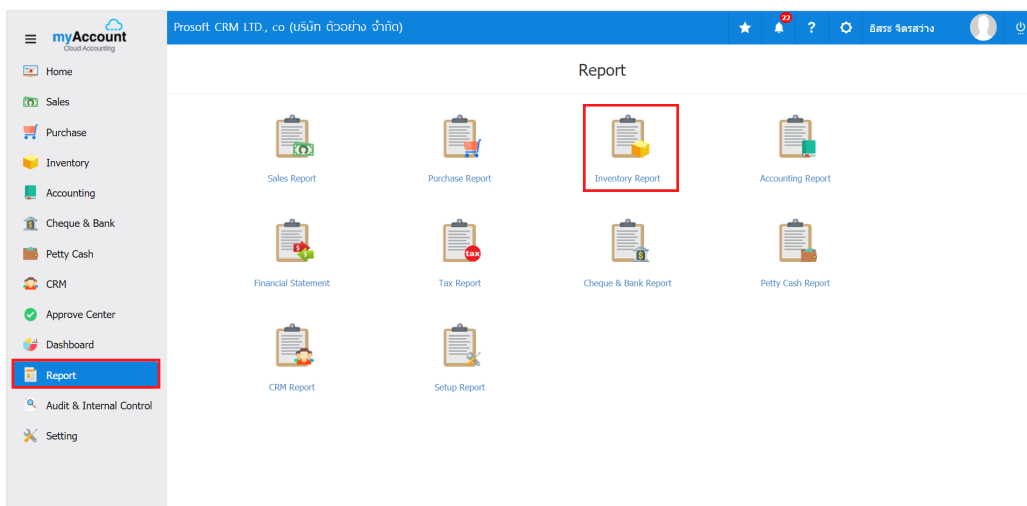 myAccount
Cloud Accounting
Prosoft CRM LTD., co (บริษัท ตัวอย่าง จำกัด)
22
?
อิสระ จิตรสว่าง
Home
Sales
Purchase
Inventory
Accounting
Cheque & Bank
Petty Cash
CRM
Approve Center
Dashboard
Report
Audit & Internal Control
Setting
Report
Sales Report
Purchase Report
Inventory Report
Accounting Report
Financial Statement
tax
Tax Report
Cheque & Bank Report
Petty Cash Report
CRM Report
Setup Report